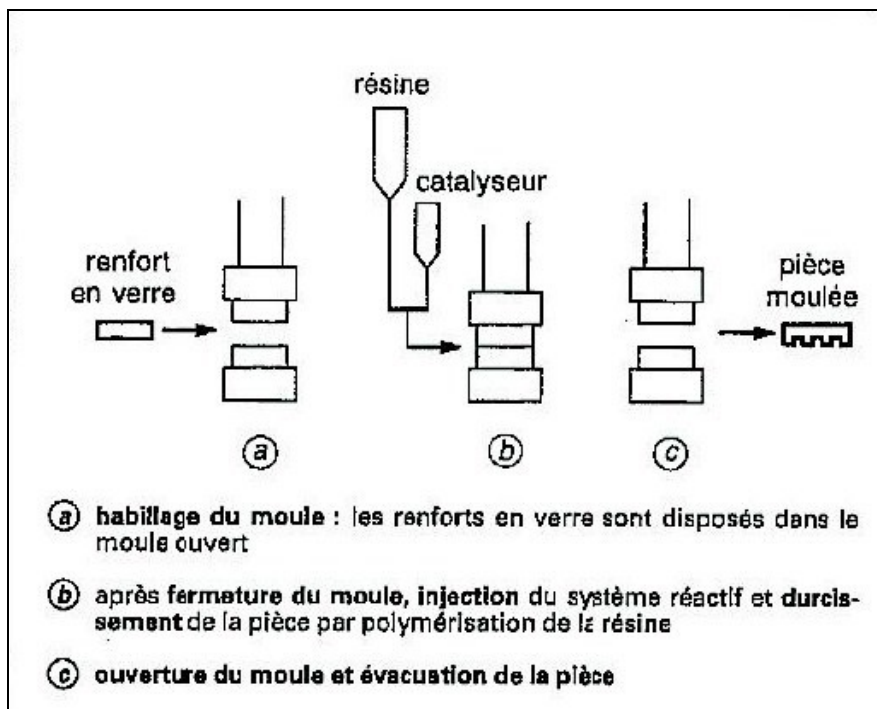 résine
catalyseur
renfort
en verre
pièce
moulée
a
b
c
a habillage du moule : les renforts en verre sont disposés dans le
moule ouvert
b après fermeture du moule, injection du système réactif et durcis-
sement de la pièce par polymérisation de la résine
c ouverture du moule et évacuation de la pièce